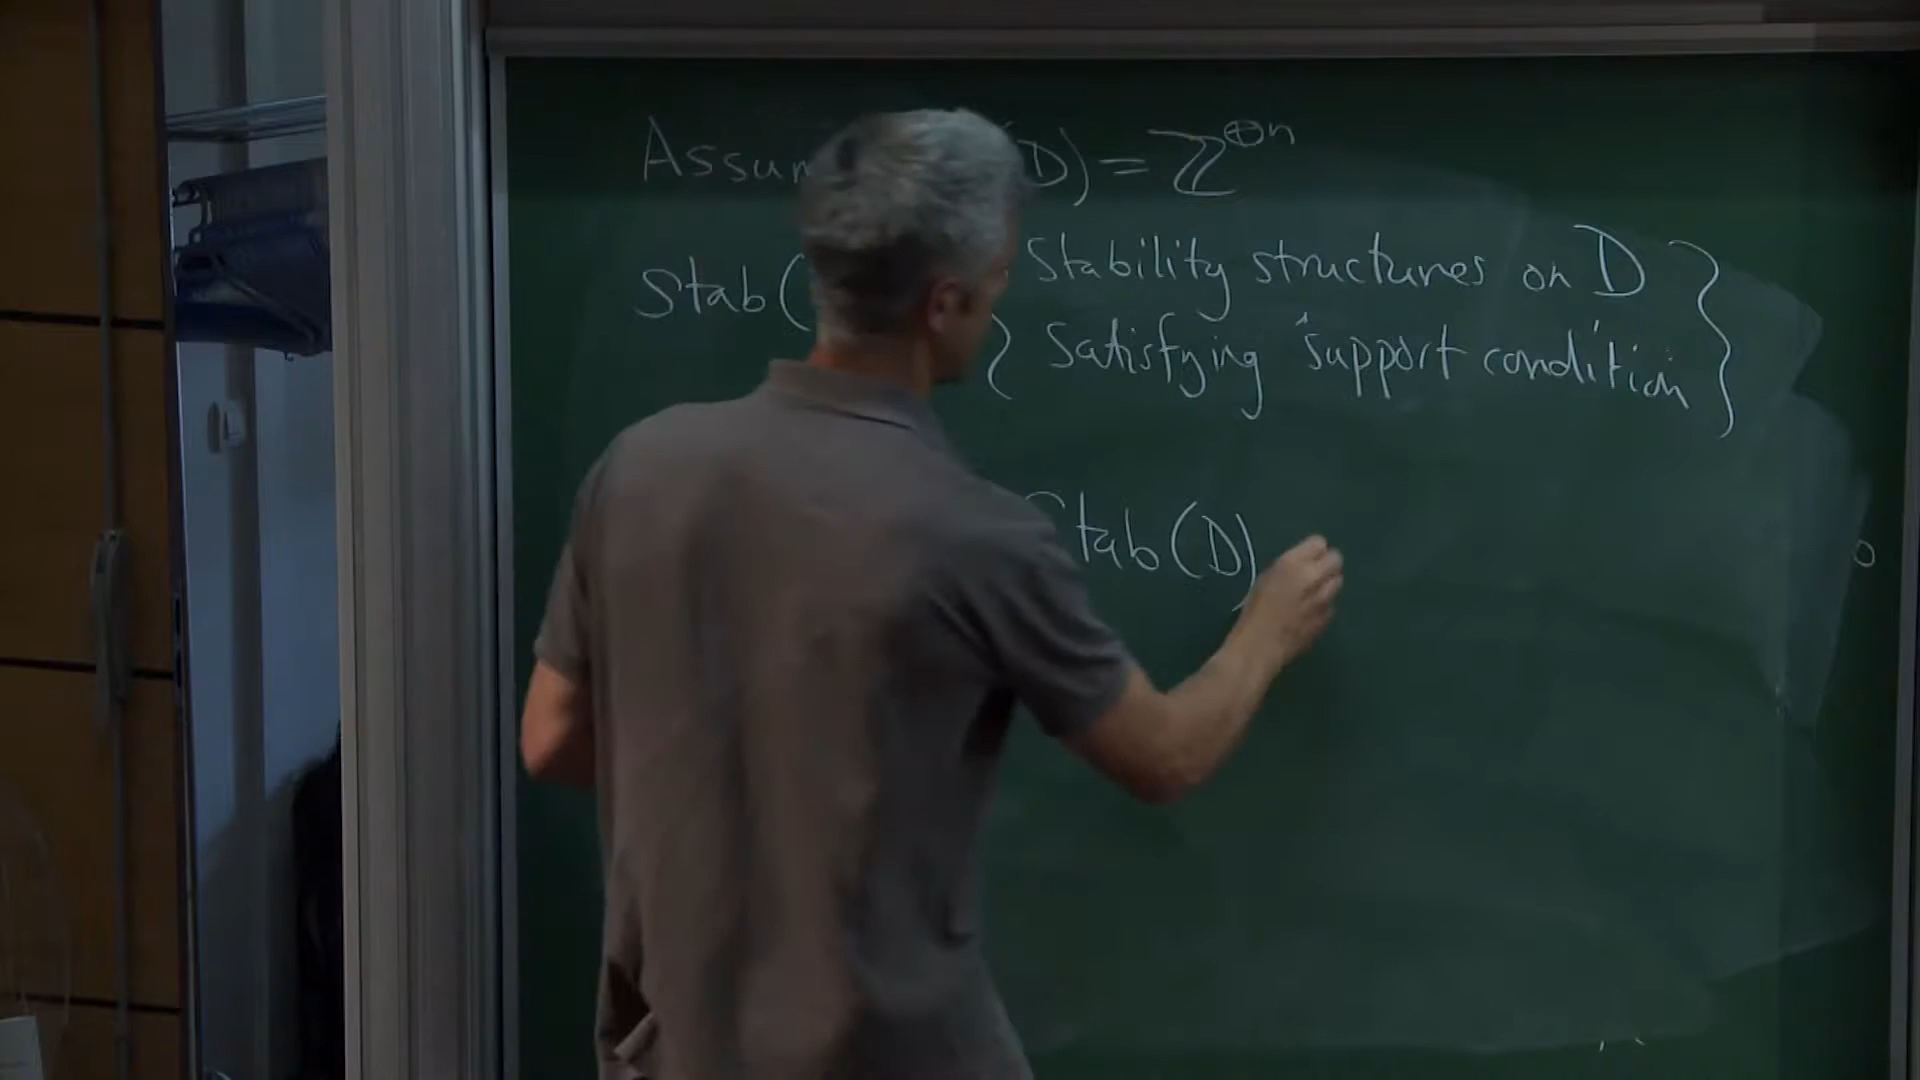 Assum D) = ℤ^{⊕n}
Stab( Stability structures on D }
} satisfying support condition
Stab(D)